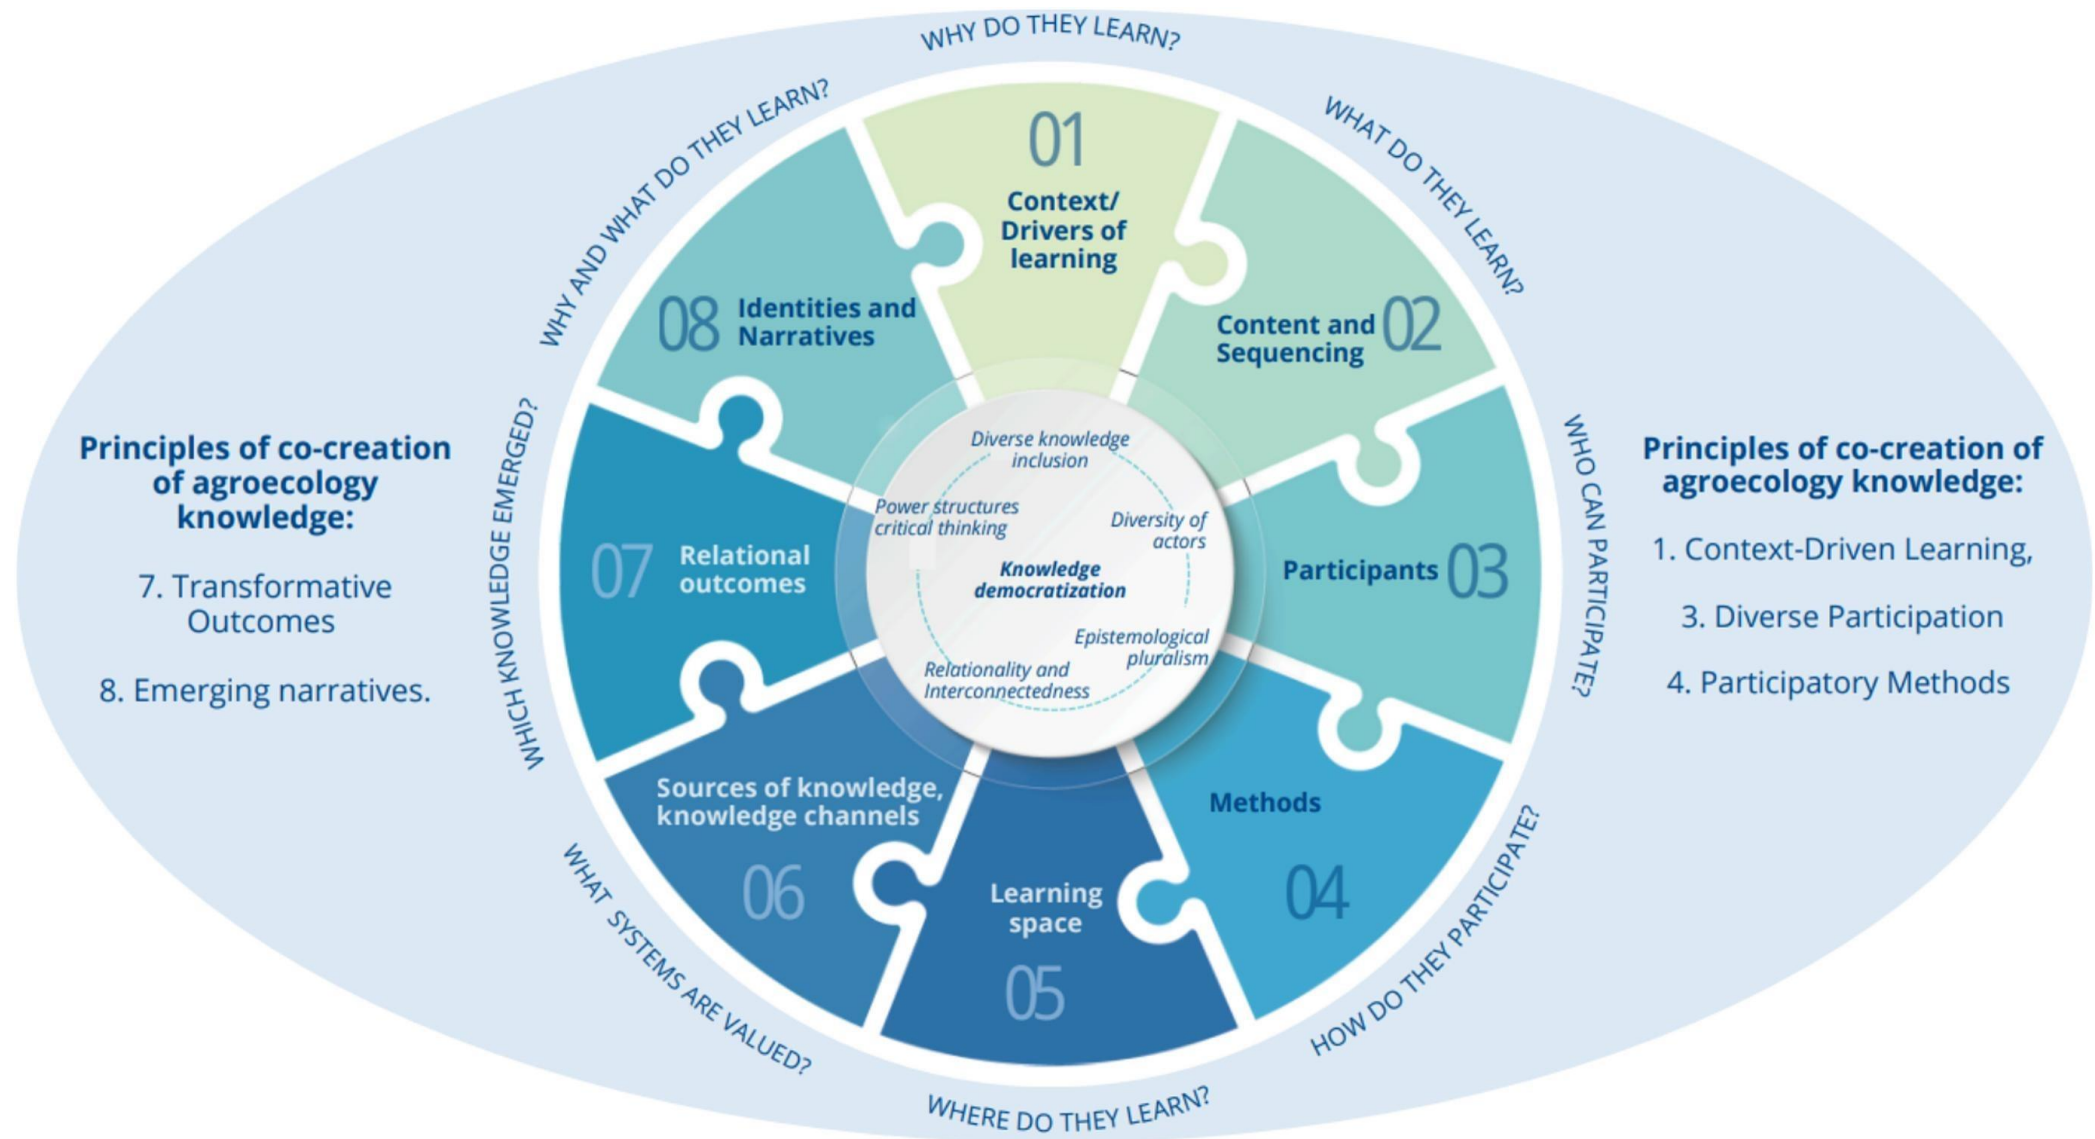 WHY DO THEY LEARN?
WHAT DO THEY LEARN?
WHO CAN PARTICIPATE?
HOW DO THEY PARTICIPATE?
WHERE DO THEY LEARN?
WHAT SYSTEMS ARE VALUED?
WHICH KNOWLEDGE EMERGED?
WHY AND WHAT DO THEY LEARN?
01
Context/
Drivers of
learning
02
Content and
Sequencing
Participants
03
Methods
04
Learning
space
05
Sources of knowledge,
knowledge channels
06
07
Relational
outcomes
08
Identities and
Narratives
Diverse knowledge
inclusion
Diversity of
actors
Epistemological
pluralism
Relationality and
Interconnectedness
Power structures
critical thinking
Knowledge
democratization
Principles of co-creation
of agroecology
knowledge:
7. Transformative
Outcomes
8. Emerging narratives.
Principles of co-creation of
agroecology knowledge:
1. Context-Driven Learning,
3. Diverse Participation
4. Participatory Methods